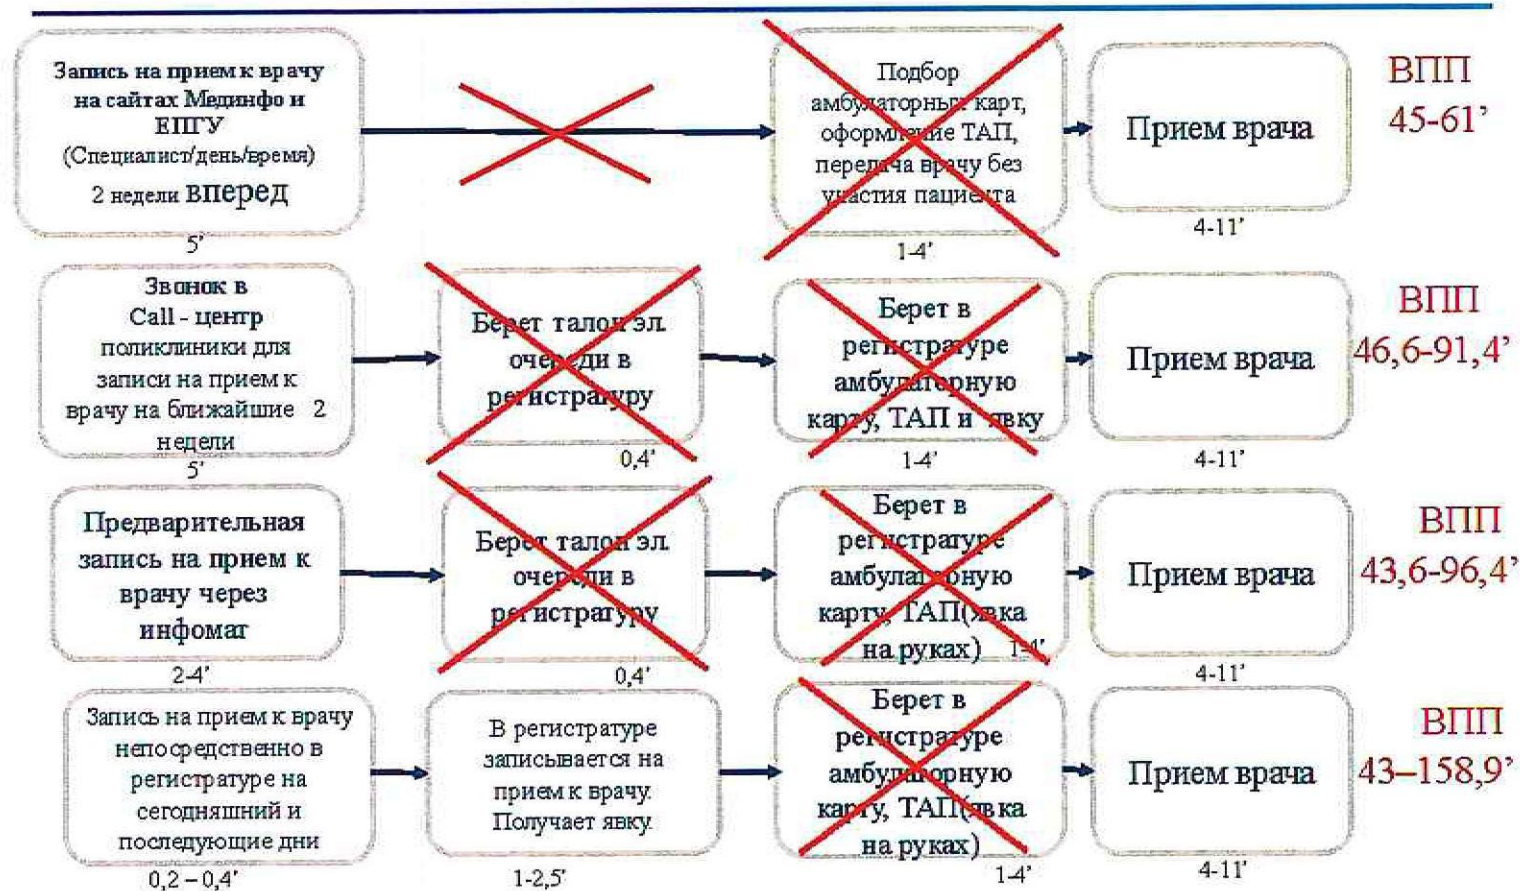 Запись на прием к врачу
на сайтах Мединфо и
ЕПГУ
(Специалист/день/время)
2 недели вперед
5’
Подбор
амбулаторных карт,
оформление ТАП,
передача врачу без
участия пациента
1-4’
Прием врача
4-11’
ВПП
45-61’
Звонок в
Call - центр
поликлиники для
записи на прием к
врачу на ближайшие 2
недели
5’
Берет талон эл.
очереди в
регистратуру
0,4’
Берет в
регистратуре
амбулаторную
карту, ТАП и явку
1-4’
Прием врача
4-11’
ВПП
46,6-91,4’
Предварительная
запись на прием к
врачу через
инфомат
2-4’
Берет талон эл.
очереди в
регистратуру
0,4’
Берет в
регистратуре
амбулаторную
карту, ТАП(явка
на руках) 1-4’
Прием врача
4-11’
ВПП
43,6-96,4’
Запись на прием к врачу
непосредственно в
регистратуре на
сегодняшний и
последующие дни
0,2 – 0,4’
В регистратуре
записывается на
прием к врачу.
Получает явку.
1-2,5’
Берет в
регистратуре
амбулаторную
карту, ТАП(явка
на руках)
1-4’
Прием врача
4-11’
ВПП
43–158,9’